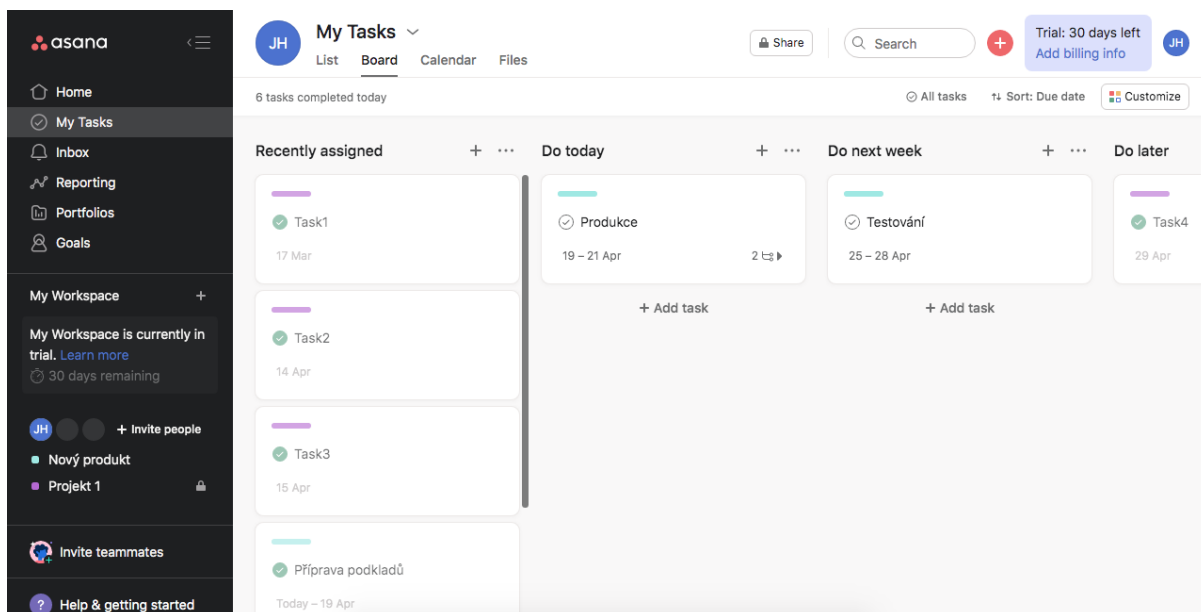 asana
Home
My Tasks
Inbox
Reporting
Portfolios
Goals
My Workspace +
My Workspace is currently in
trial. Learn more
30 days remaining
JH + Invite people
Nový produkt
Projekt 1
Invite teammates
? Help & getting started
JH
My Tasks
List Board Calendar Files
Share
Search
+
Trial: 30 days left
Add billing info
JH
6 tasks completed today
All tasks
Sort: Due date
Customize
Recently assigned + ...
Task1
17 Mar
Task2
14 Apr
Task3
15 Apr
Příprava podkladů
Today – 19 Apr
Do today + ...
Produkce
19 – 21 Apr 2
+ Add task
Do next week + ...
Testování
25 – 28 Apr
+ Add task
Do later
Task4
29 Apr